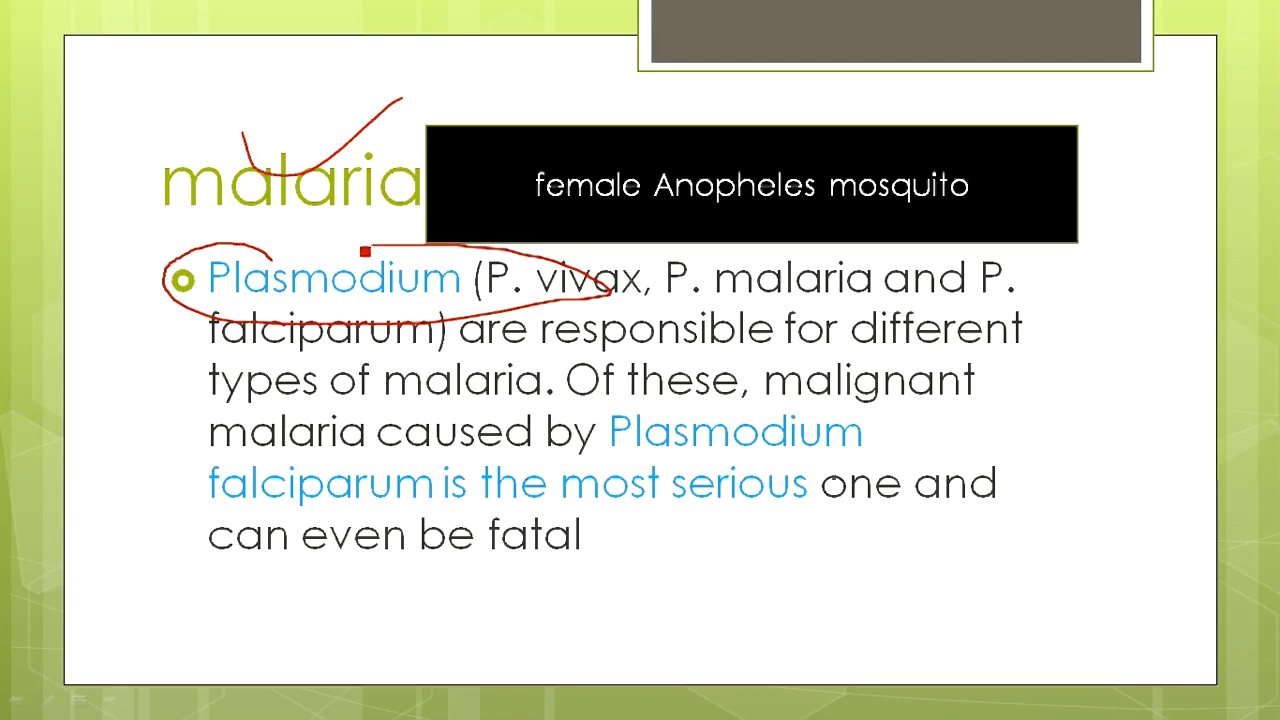 malaria
female Anopheles mosquito
Plasmodium (P. vivax, P. malaria and P.
falciparum) are responsible for different
types of malaria. Of these, malignant
malaria caused by Plasmodium
falciparum is the most serious one and
can even be fatal